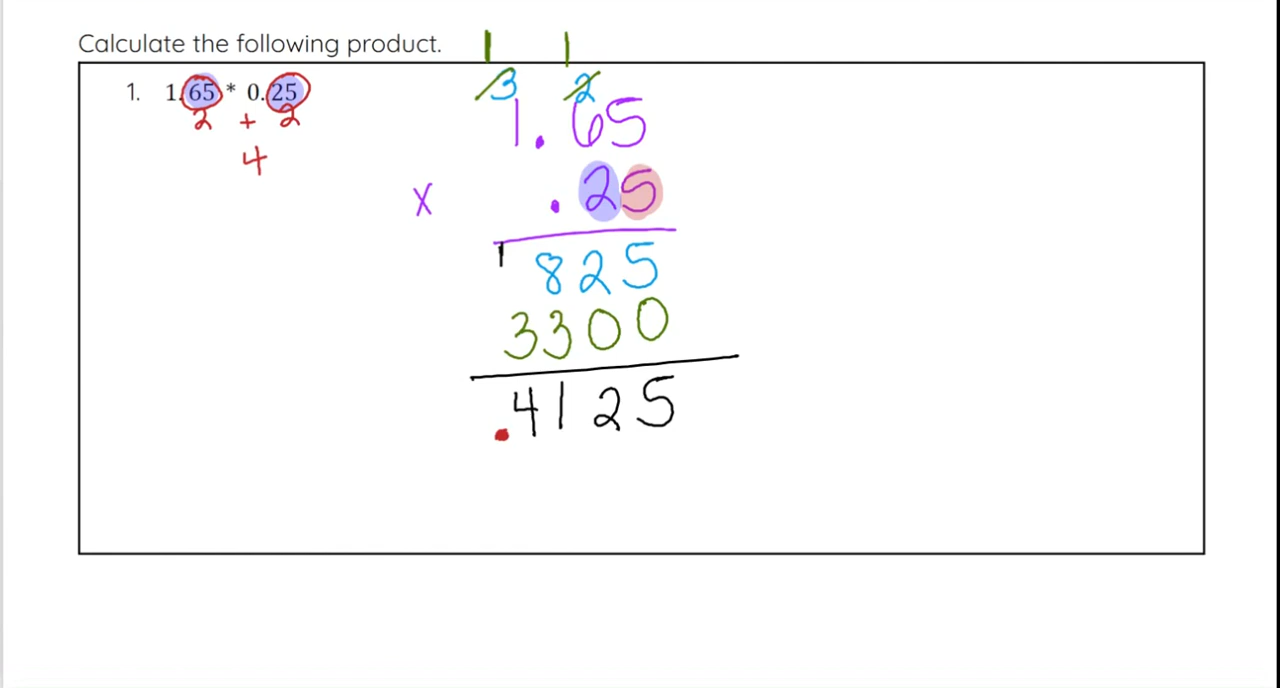 Calculate the following product.
1. 1.65 * 0.25
2 + 2
4
1 1
3 2
1.65
x .25
1
825
3300
.4125